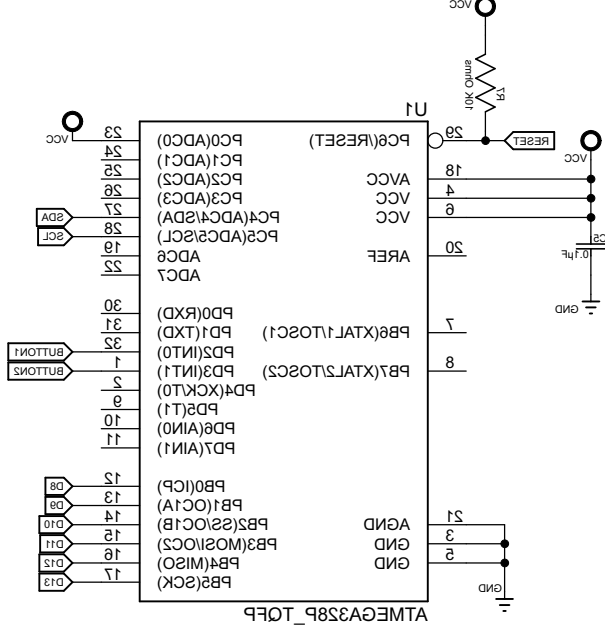 VCC
10K Ohms
R7
U1
VCC
23 PC0(ADC0)
PC6(/RESET) 29
RESET
VCC
24 PC1(ADC1)
25 PC2(ADC2)
AVCC 18
26 PC3(ADC3)
VCC 4
SDA 27 PC4(ADC4/SDA)
VCC 6
SCL 28 PC5(ADC5/SCL)
C5
0.1µF
19 ADC6
AREF 20
22 ADC7
GND
30 PD0(RXD)
31 PD1(TXD)
PB6(XTAL1/TOSC1) 7
BUTTON1 32 PD2(INT0)
BUTTON2 1 PD3(INT1)
PB7(XTAL2/TOSC2) 8
2 PD4(XCK/T0)
9 PD5(T1)
10 PD6(AIN0)
11 PD7(AIN1)
D8 12 PB0(ICP)
D9 13 PB1(OC1A)
D10 14 PB2(SS/OC1B)
AGND 21
D11 15 PB3(MOSI/OC2)
GND 3
D12 16 PB4(MISO)
GND 5
D13 17 PB5(SCK)
GND
ATMEGA328P_TQFP